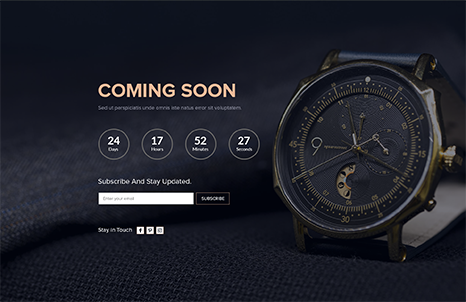 COMING SOON
Sed ut perspiciatis unde omnis iste natus error sit voluptatem.
24 17 52 27
Days Hours Minutes Seconds
Subscribe And Stay Updated.
Enter your email SUBSCRIBE
Stay in Touch
9